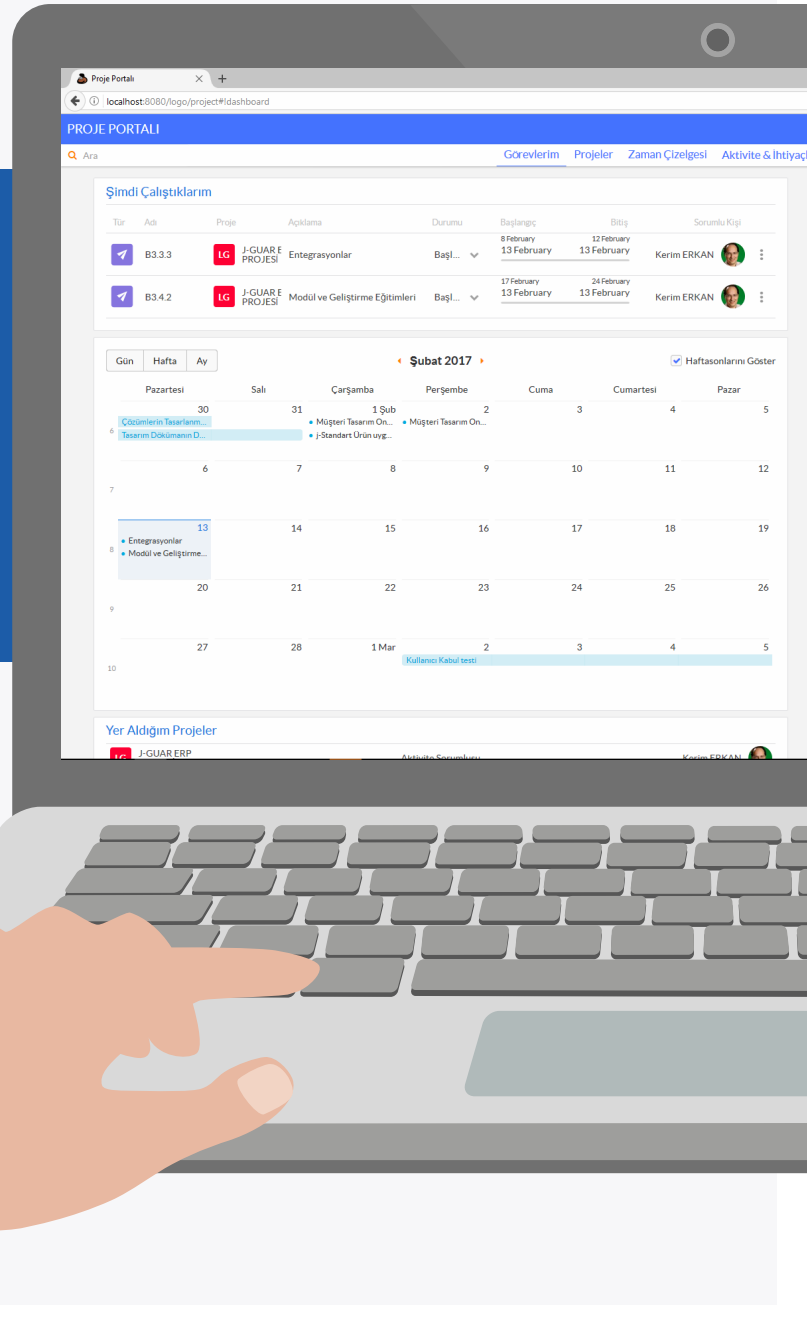 Proje Portalı
localhost:8080/logo/project#!dashboard
PROJE PORTALI
Ara Görevlerim Projeler Zaman Çizelgesi Aktivite & İhtiyaçl
Şimdi Çalıştıklarım
Tür Adı Proje Açıklama Durumu Başlangıç Bitiş Sorumlu Kişi
8 February 12 February
B3.3.3 LG J-GUAR E PROJESİ Entegrasyonlar Başl... 13 February 13 February Kerim ERKAN
17 February 24 February
B3.4.2 LG J-GUAR E PROJESİ Modül ve Geliştirme Eğitimleri Başl... 13 February 13 February Kerim ERKAN
Gün Hafta Ay Şubat 2017 Haftasonlarını Göster
Pazartesi Salı Çarşamba Perşembe Cuma Cumartesi Pazar
30 31 1 Şub 2 3 4 5
Çözümlerin Tasarlanm... Müşteri Tasarım On... Müşteri Tasarım On...
6 Tasarım Dökümanın D... j-Standart Ürün uyg...
6 7 8 9 10 11 12
7
13 14 15 16 17 18 19
Entegrasyonlar
8 Modül ve Geliştirme...
20 21 22 23 24 25 26
9
27 28 1 Mar 2 3 4 5
Kullanıcı Kabul testi
10
Yer Aldığım Projeler
LG J-GUAR ERP Aktivite Sorumlusu Kerim ERKAN